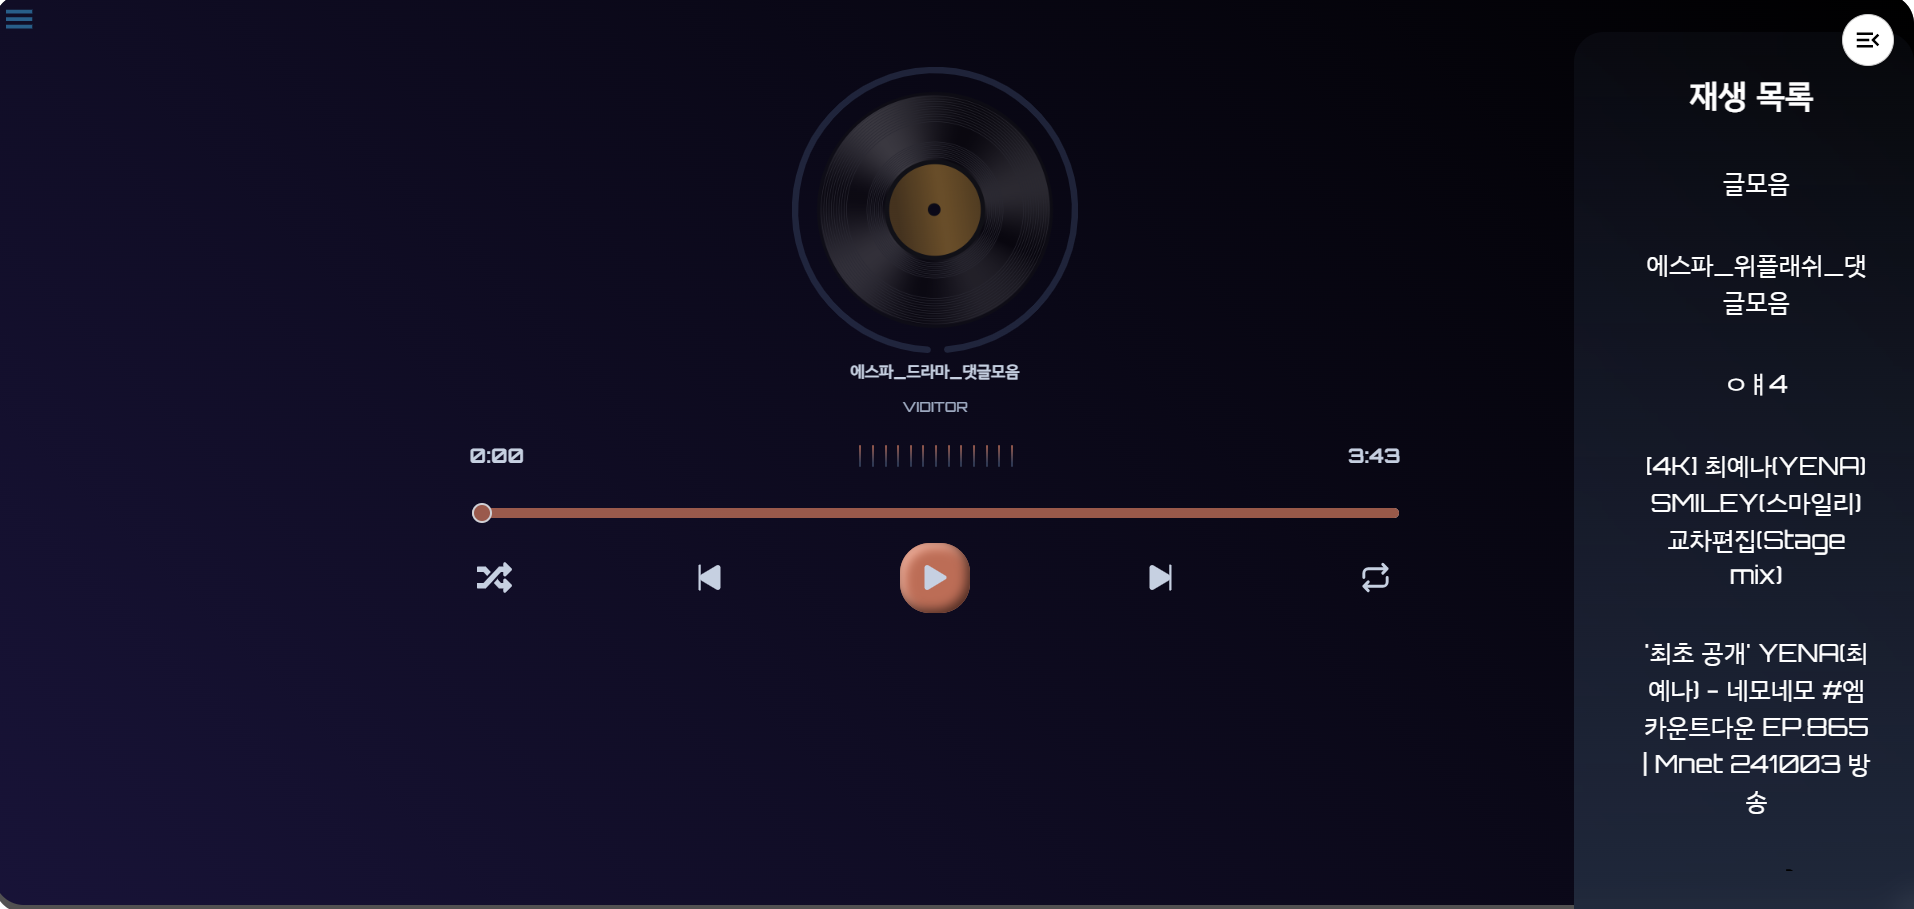 에스파_드라마_댓글모음
VIDITOR
0:00
3:43
재생 목록
글모음
에스파_위플래쉬_댓
글모음
ㅇㅒ4
[4K] 최예나(YENA)
SMILEY(스마일리)
교차편집(Stage
mix)
'최초 공개' YENA(최
예나) - 네모네모 #엠
카운트다운 EP.865
| Mnet 241003 방
송